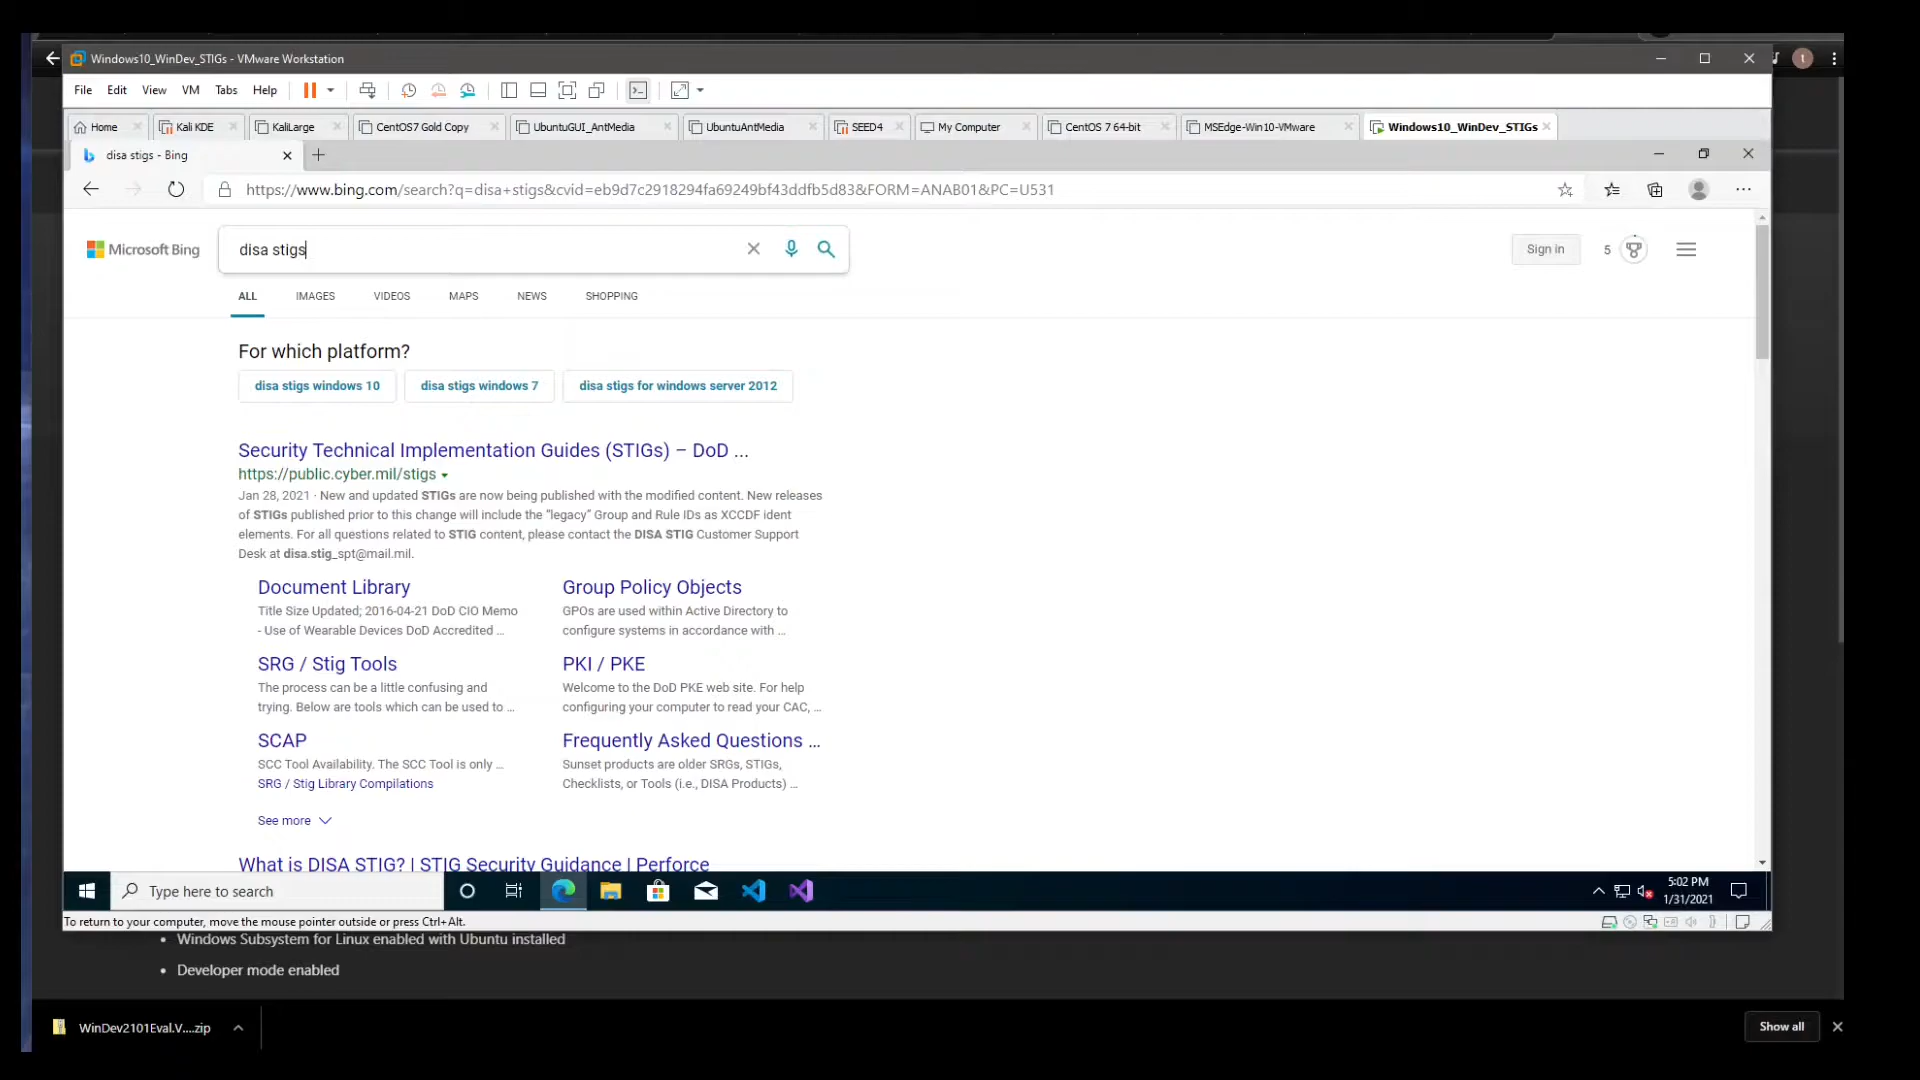 Windows10_WinDev_STIGs - VMware Workstation
t
File Edit View VM Tabs Help
Home Kali KDE KaliLarge CentOS7 Gold Copy UbuntuGUI_AntMedia UbuntuAntMedia SEED4 My Computer CentOS 7 64-bit MSEdge-Win10-VMware Windows10_WinDev_STIGs
disa stigs - Bing
https://www.bing.com/search?q=disa+stigs&cvid=eb9d7c2918294fa69249bf43ddfb5d83&FORM=ANAB01&PC=U531
Microsoft Bing
disa stigs
Sign in
5
ALL IMAGES VIDEOS MAPS NEWS SHOPPING
For which platform?
disa stigs windows 10
disa stigs windows 7
disa stigs for windows server 2012
Security Technical Implementation Guides (STIGs) – DoD ...
https://public.cyber.mil/stigs
Jan 28, 2021 · New and updated STIGs are now being published with the modified content. New releases
of STIGs published prior to this change will include the "legacy" Group and Rule IDs as XCCDF ident
elements. For all questions related to STIG content, please contact the DISA STIG Customer Support
Desk at disa.stig_spt@mail.mil.
Document Library
Title Size Updated; 2016-04-21 DoD CIO Memo
- Use of Wearable Devices DoD Accredited ...
Group Policy Objects
GPOs are used within Active Directory to
configure systems in accordance with ...
SRG / Stig Tools
The process can be a little confusing and
trying. Below are tools which can be used to ...
PKI / PKE
Welcome to the DoD PKE web site. For help
configuring your computer to read your CAC, ...
SCAP
SCC Tool Availability. The SCC Tool is only ...
SRG / Stig Library Compilations
Frequently Asked Questions ...
Sunset products are older SRGs, STIGs,
Checklists, or Tools (i.e., DISA Products) ...
See more
What is DISA STIG? | STIG Security Guidance | Perforce
Type here to search
5:02 PM
1/31/2021
To return to your computer, move the mouse pointer outside or press Ctrl+Alt.
• Windows Subsystem for Linux enabled with Ubuntu installed
• Developer mode enabled
WinDev2101Eval.V....zip
Show all